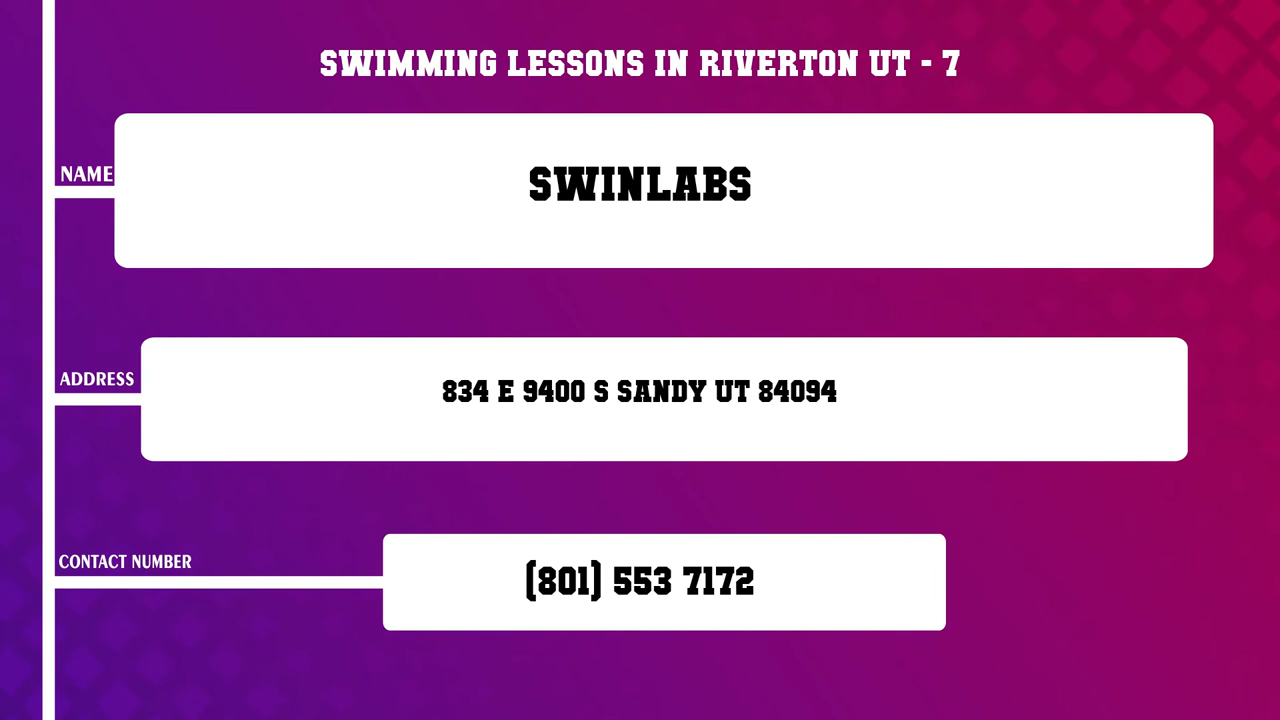 SWIMMING LESSONS IN RIVERTON UT - 7
NAME
SWINLABS
ADDRESS
834 E 9400 S SANDY UT 84094
CONTACT NUMBER
(801) 553 7172